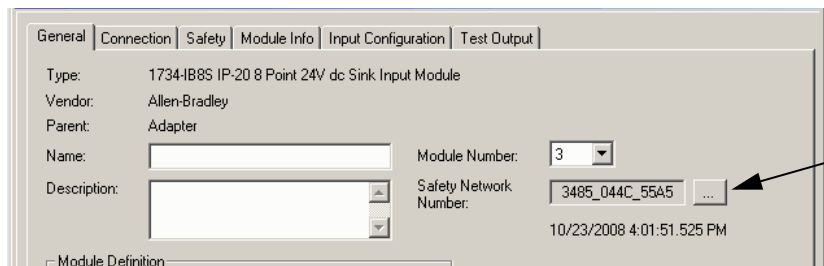 General Connection Safety Module Info Input Configuration Test Output
Type: 1734-IB8S IP-20 8 Point 24V dc Sink Input Module
Vendor: Allen-Bradley
Parent: Adapter
Name: Module Number: 3
Description: Safety Network Number: 3485_044C_55A5 ...
10/23/2008 4:01:51.525 PM
Module Definition